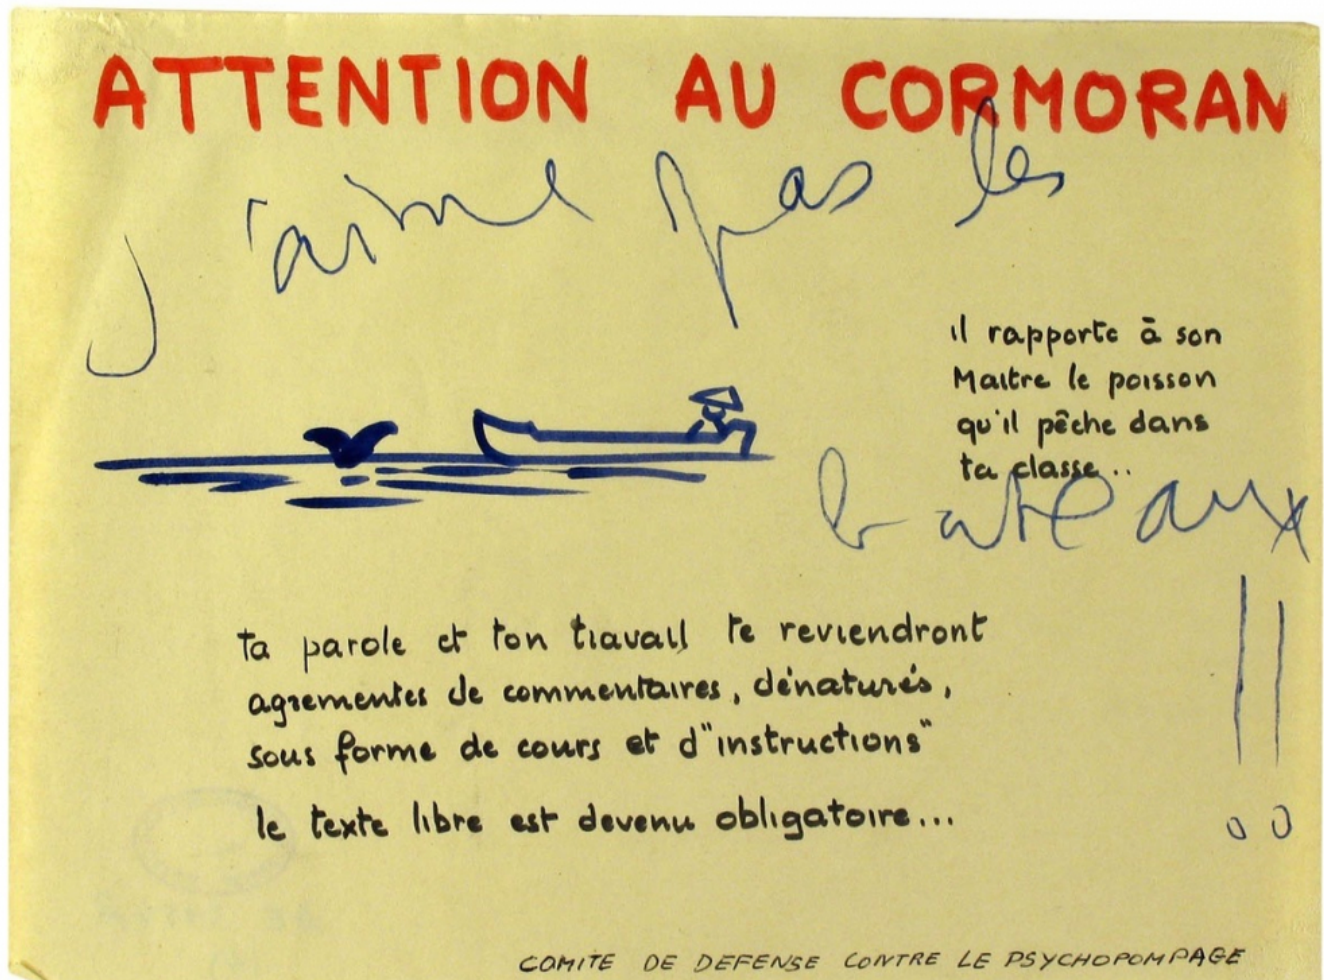 ATTENTION AU CORMORAN
j'aime pas les
il rapporte à son
Maitre le poisson
qu'il pêche dans
ta classe..
bateaux
!!
ta parole et ton travail te reviendront
agrementes de commentaires, dénaturés,
sous forme de cours et d"instructions"
le texte libre est devenu obligatoire...
COMITE DE DEFENSE CONTRE LE PSYCHOPOMPAGE